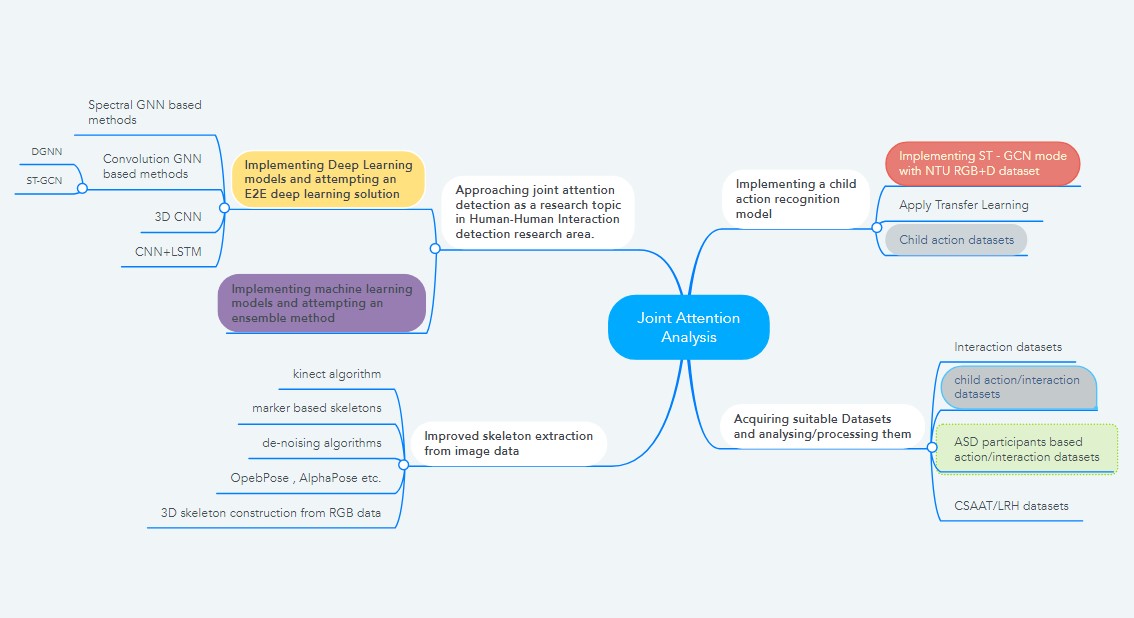 Spectral GNN based
methods
DGNN
ST-GCN
Convolution GNN
based methods
3D CNN
CNN+LSTM
Implementing Deep Learning
models and attempting an
E2E deep learning solution
Implementing machine learning
models and attempting an
ensemble method
Approaching joint attention
detection as a research topic
in Human-Human Interaction
detection research area.
kinect algorithm
marker based skeletons
de-noising algorithms
OpebPose , AlphaPose etc.
3D skeleton construction from RGB data
Improved skeleton extraction
from image data
Joint Attention
Analysis
Implementing a child
action recognition
model
Implementing ST - GCN mode
with NTU RGB+D dataset
Apply Transfer Learning
Child action datasets
Acquiring suitable Datasets
and analysing/processing them
Interaction datasets
child action/interaction
datasets
ASD participants based
action/interaction datasets
CSAAT/LRH datasets